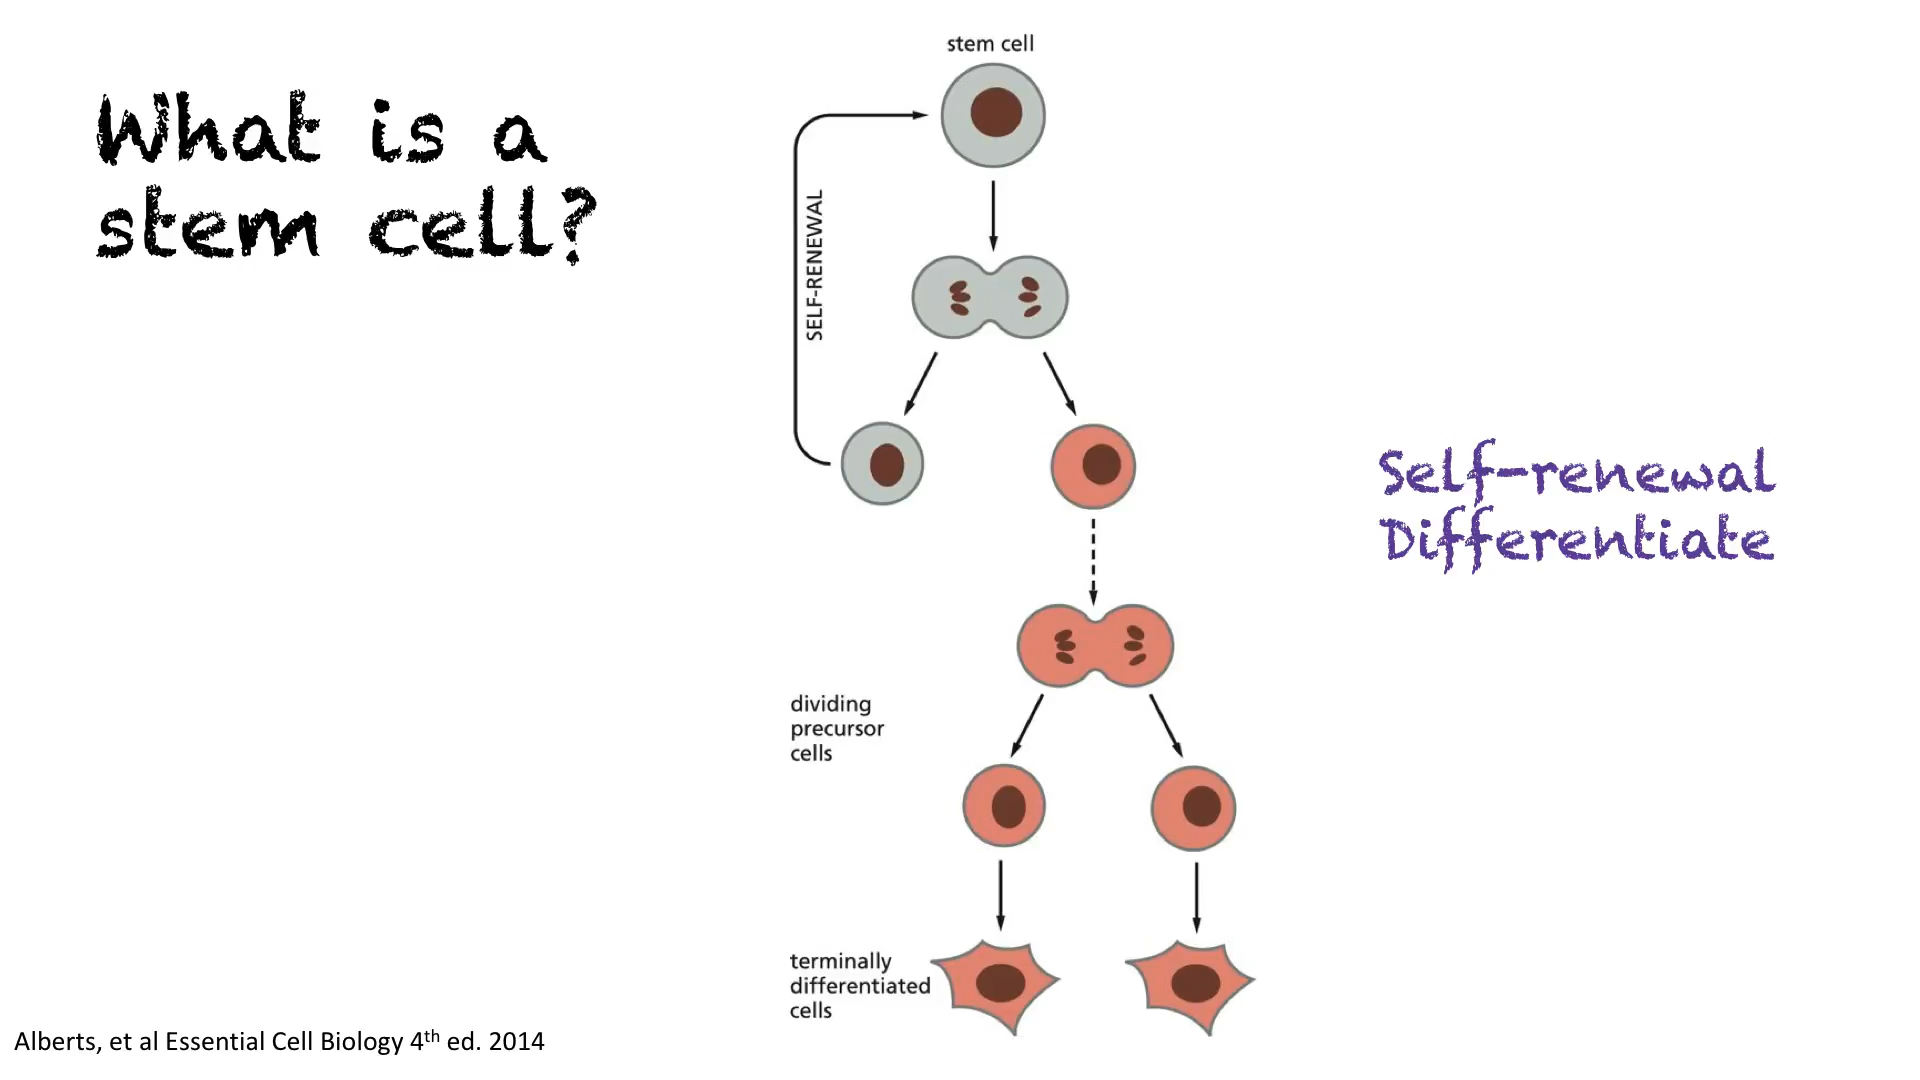 What is a
stem cell?
stem cell
SELF-RENEWAL
Self-renewal
Differentiate
dividing
precursor
cells
terminally
differentiated
cells
Alberts, et al Essential Cell Biology 4th ed. 2014